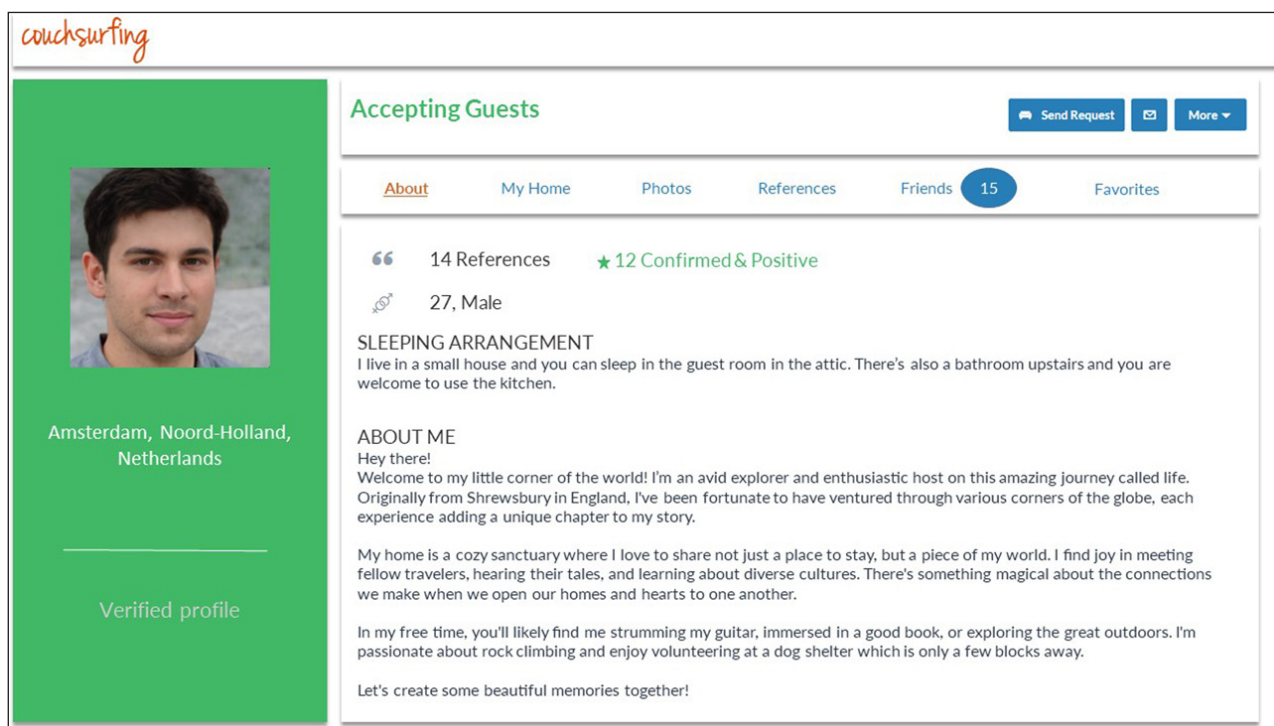 couchsurfing
Accepting Guests
Send Request
More
About
My Home
Photos
References
Friends
15
Favorites
14 References
★ 12 Confirmed & Positive
27, Male
SLEEPING ARRANGEMENT
I live in a small house and you can sleep in the guest room in the attic. There's also a bathroom upstairs and you are
welcome to use the kitchen.
ABOUT ME
Hey there!
Welcome to my little corner of the world! I'm an avid explorer and enthusiastic host on this amazing journey called life.
Originally from Shrewsbury in England, I've been fortunate to have ventured through various corners of the globe, each
experience adding a unique chapter to my story.
My home is a cozy sanctuary where I love to share not just a place to stay, but a piece of my world. I find joy in meeting
fellow travelers, hearing their tales, and learning about diverse cultures. There's something magical about the connections
we make when we open our homes and hearts to one another.
In my free time, you'll likely find me strumming my guitar, immersed in a good book, or exploring the great outdoors. I'm
passionate about rock climbing and enjoy volunteering at a dog shelter which is only a few blocks away.
Let's create some beautiful memories together!
Amsterdam, Noord-Holland,
Netherlands
Verified profile